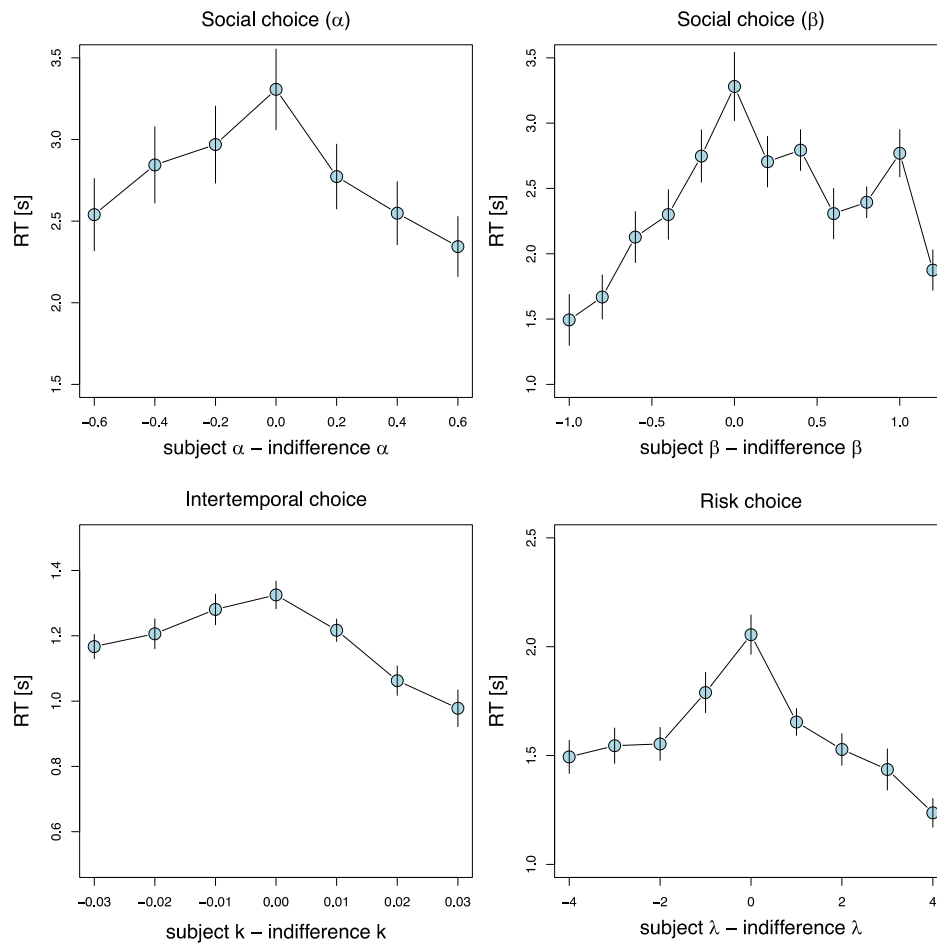 Social choice (α)
RT [s]
3.5
3.0
2.5
2.0
1.5
−0.6 −0.4 −0.2 0.0 0.2 0.4 0.6
subject α − indifference α
Social choice (β)
RT [s]
3.5
3.0
2.5
2.0
1.5
1.0
−1.0 −0.5 0.0 0.5 1.0
subject β − indifference β
Intertemporal choice
RT [s]
1.4
1.2
1.0
0.8
0.6
−0.03 −0.02 −0.01 0.00 0.01 0.02 0.03
subject k − indifference k
Risk choice
RT [s]
2.5
2.0
1.5
1.0
−4 −2 0 2 4
subject λ − indifference λ